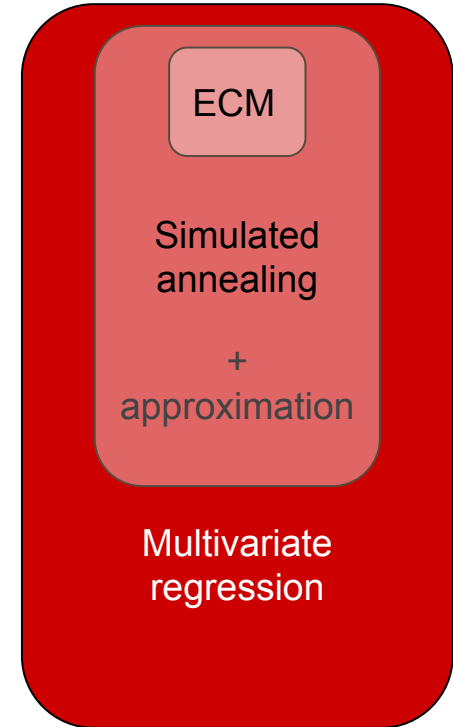 ECM
Simulated
annealing
+
approximation
Multivariate
regression